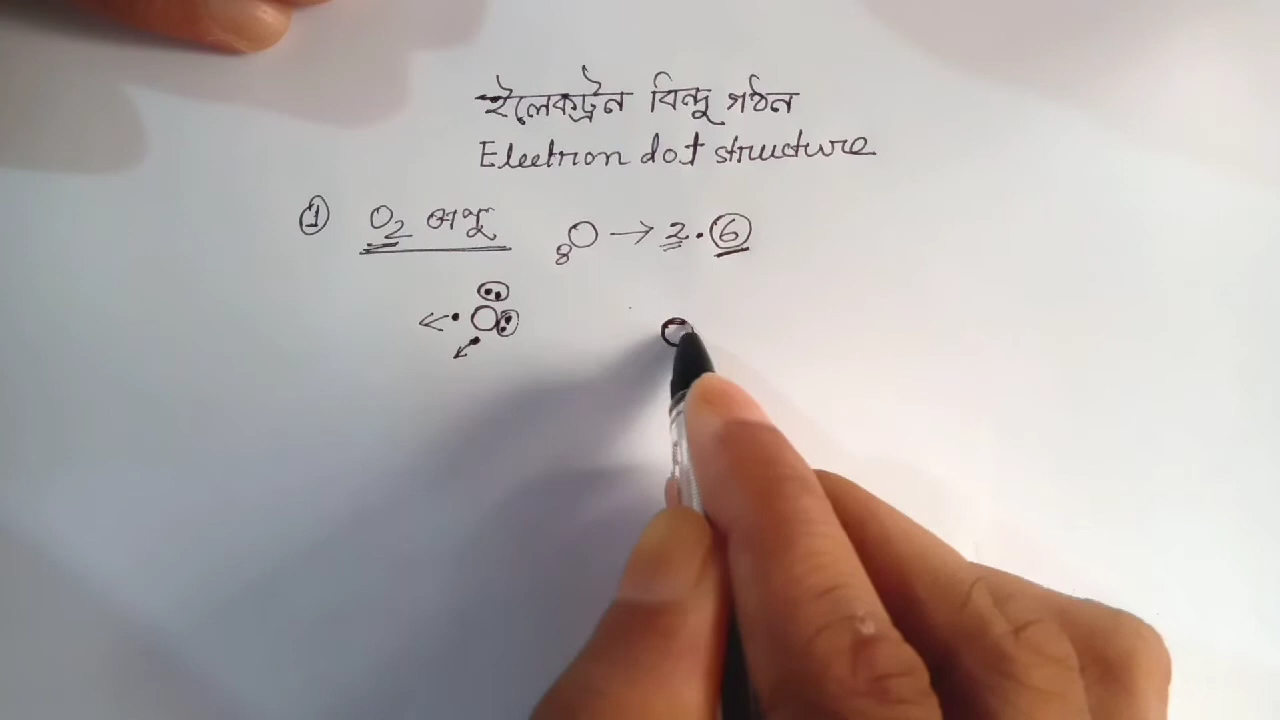 ইলেকট্রন বিন্দু গঠন
Electron dot structure
① O₂ অণু ₈O → 2.6
O
O